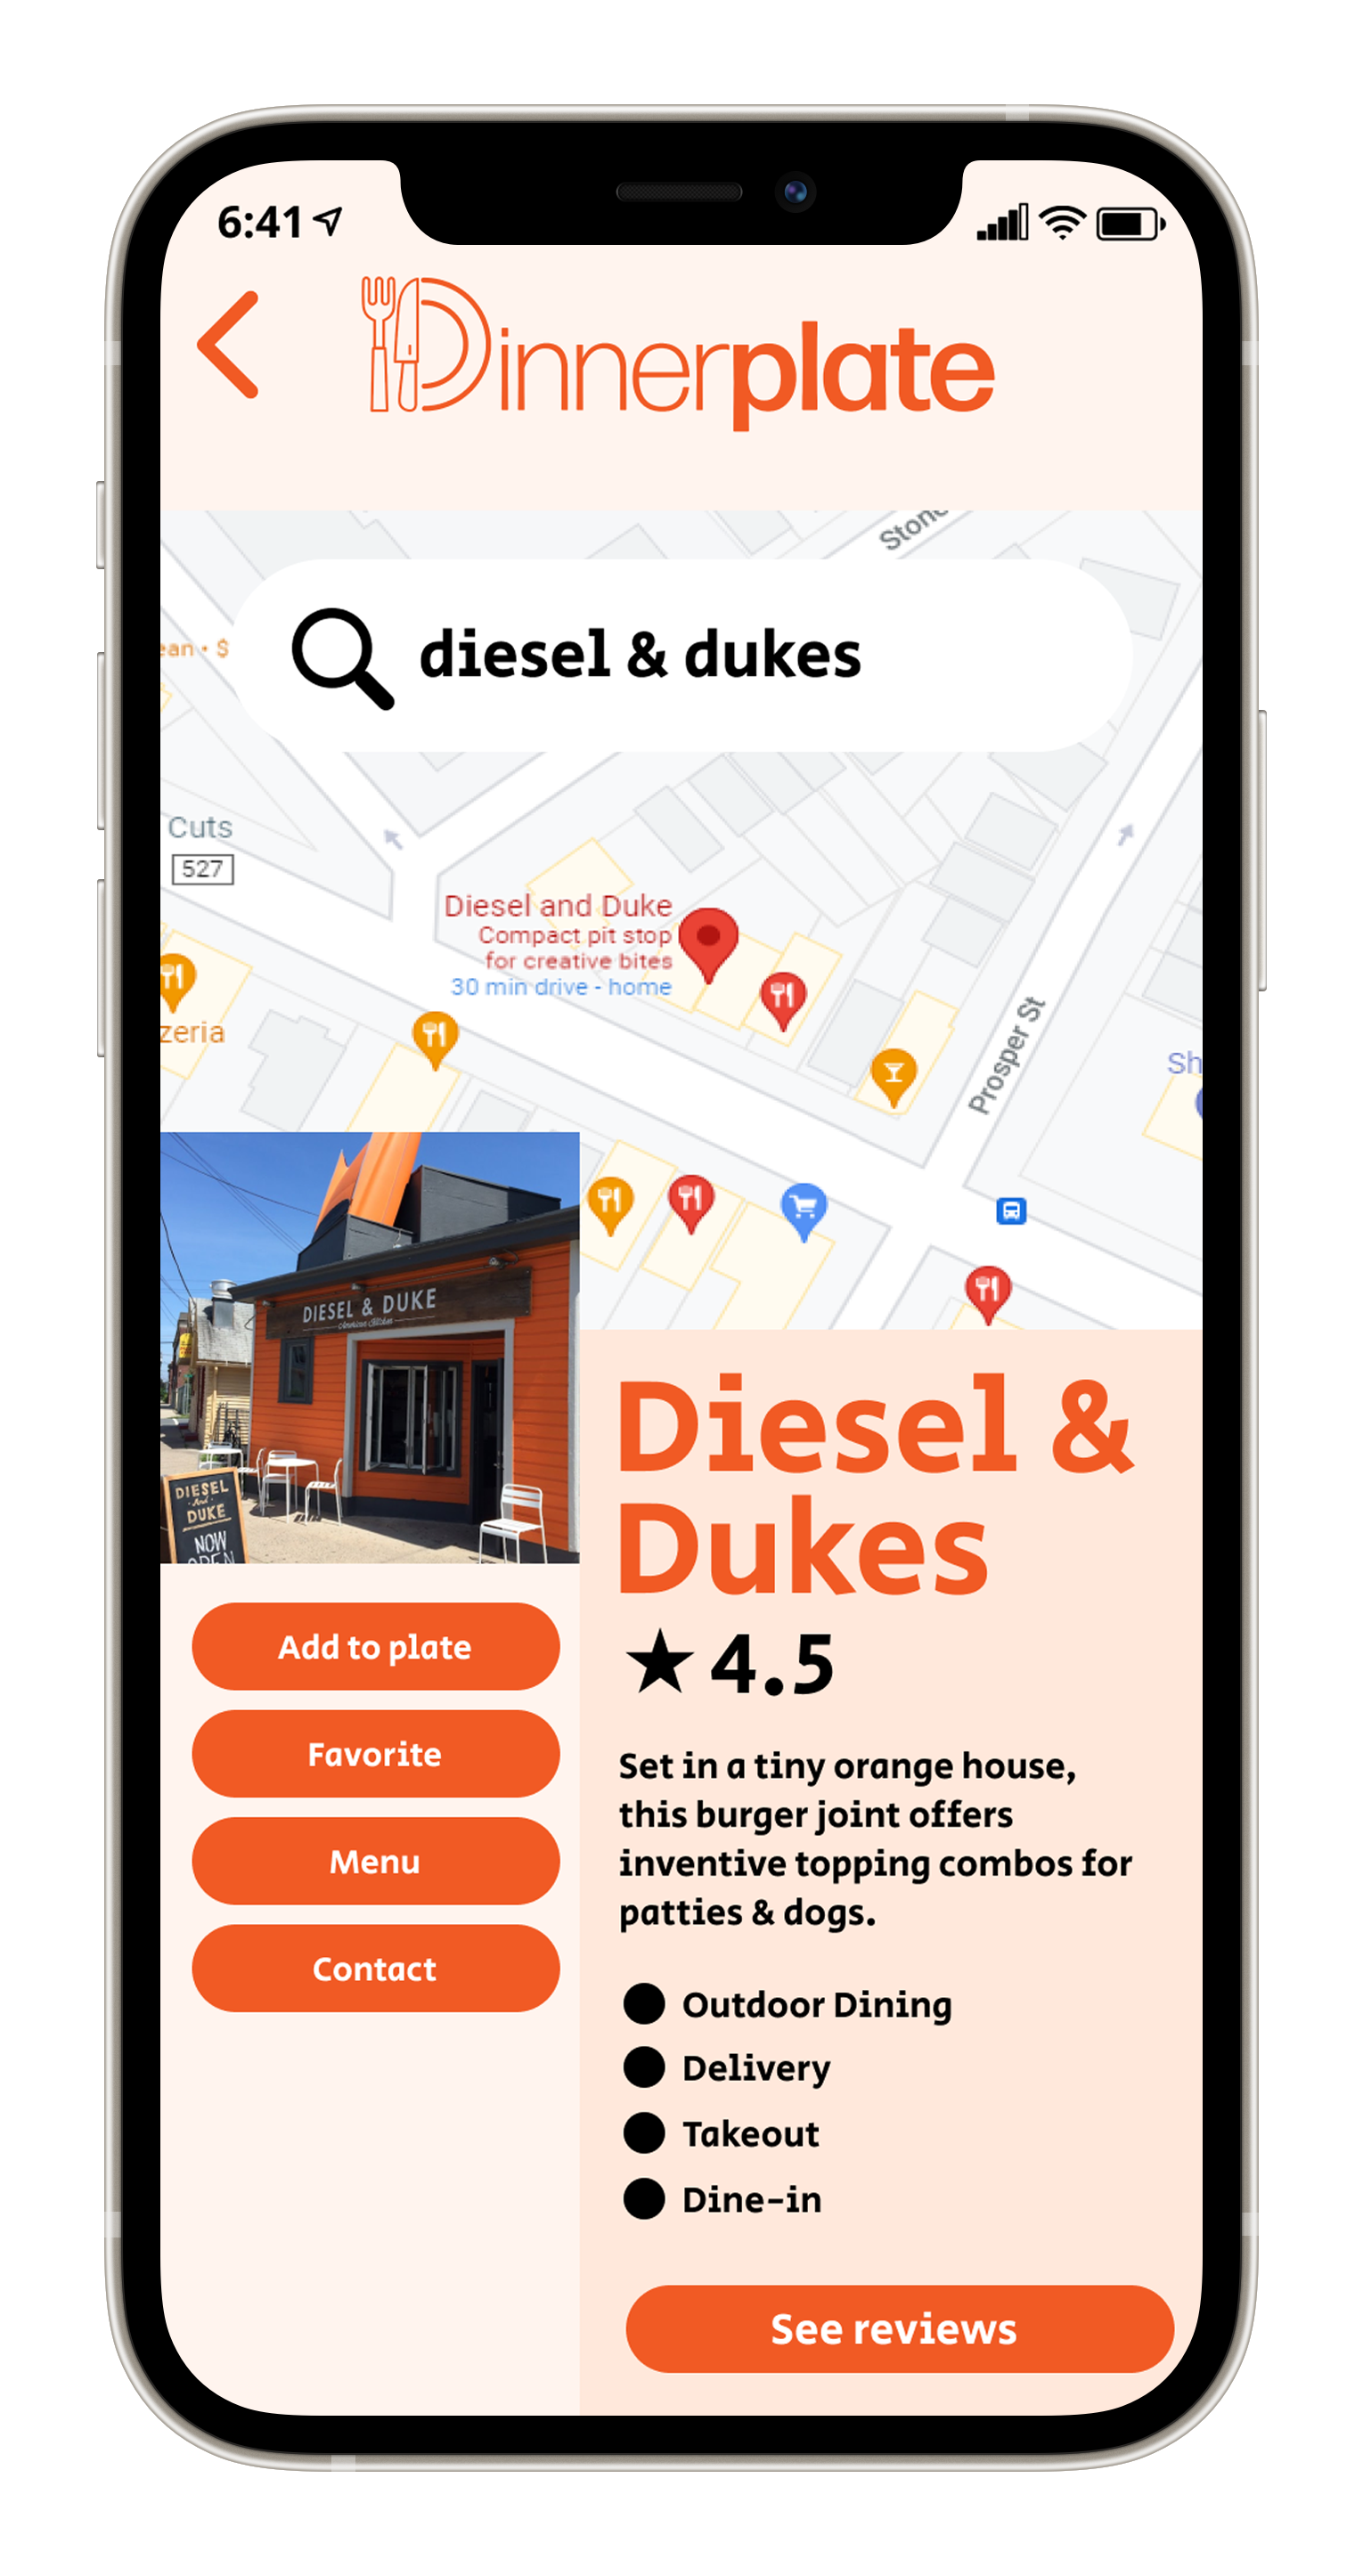 6:41
Dinnerplate
Stone
diesel & dukes
ean • $
Cuts
527
Diesel and Duke
Compact pit stop
for creative bites
30 min drive - home
zeria
Prosper St
Sh
DIESEL & DUKE
American Kitchen
DIESEL
And
DUKE
NOW
OPEN
Diesel &
Dukes
4.5
Set in a tiny orange house,
this burger joint offers
inventive topping combos for
patties & dogs.
Outdoor Dining
Delivery
Takeout
Dine-in
See reviews
Add to plate
Favorite
Menu
Contact